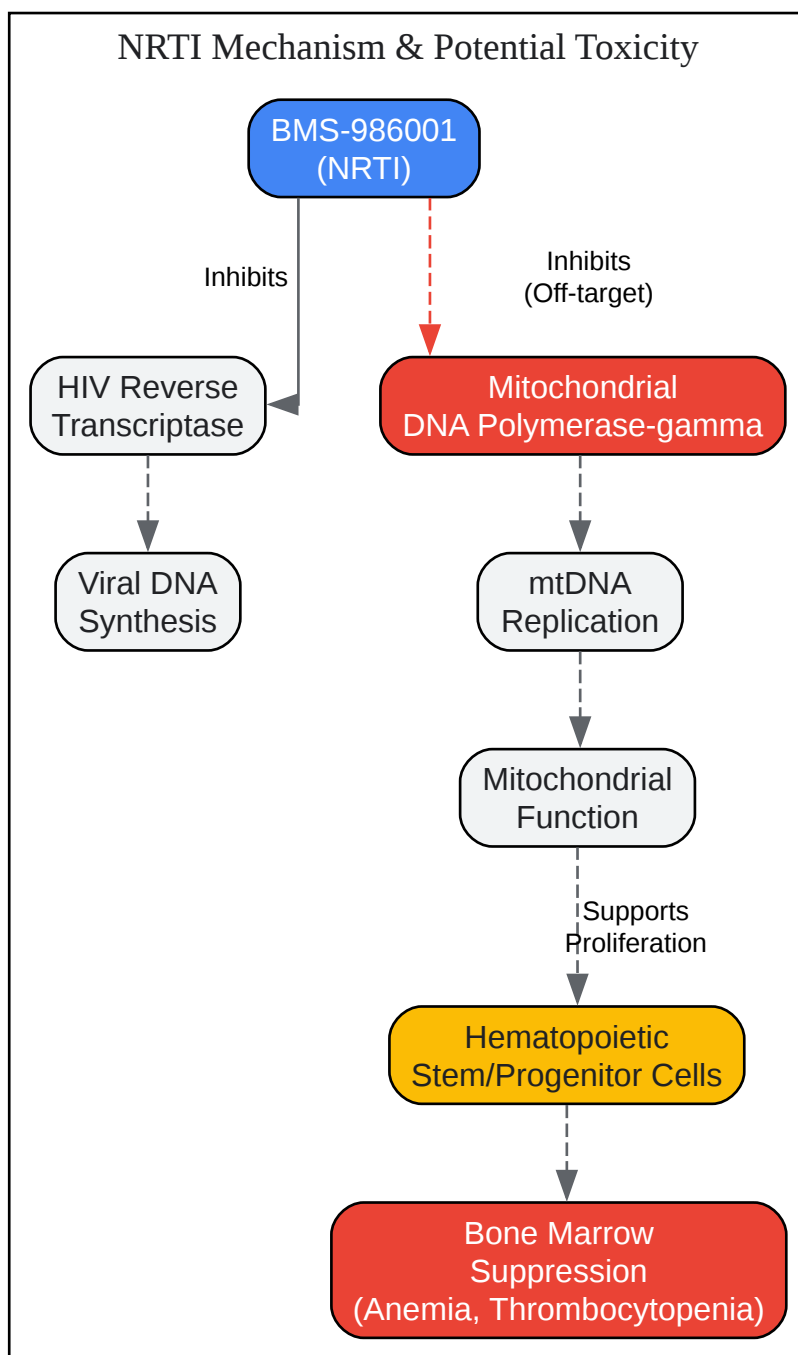 NRTI Mechanism & Potential Toxicity
BMS-986001
(NRTI)
Inhibits
Inhibits
(Off-target)
HIV Reverse
Transcriptase
Mitochondrial
DNA Polymerase-gamma
Viral DNA
Synthesis
mtDNA
Replication
Mitochondrial
Function
Supports
Proliferation
Hematopoietic
Stem/Progenitor Cells
Bone Marrow
Suppression
(Anemia, Thrombocytopenia)